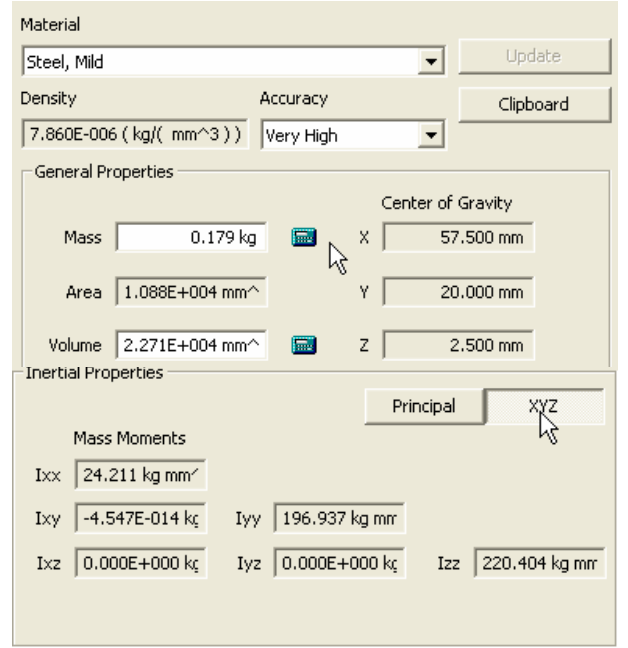 Material
Steel, Mild
Update
Density
Accuracy
Clipboard
7.860E-006 ( kg/( mm^3 ) )
Very High
General Properties
Center of Gravity
Mass 0.179 kg X 57.500 mm
Area 1.088E+004 mm^ Y 20.000 mm
Volume 2.271E+004 mm^ Z 2.500 mm
Inertial Properties
Principal XYZ
Mass Moments
Ixx 24.211 kg mm^
Ixy -4.547E-014 kg Iyy 196.937 kg mm
Ixz 0.000E+000 kg Iyz 0.000E+000 kg Izz 220.404 kg mm